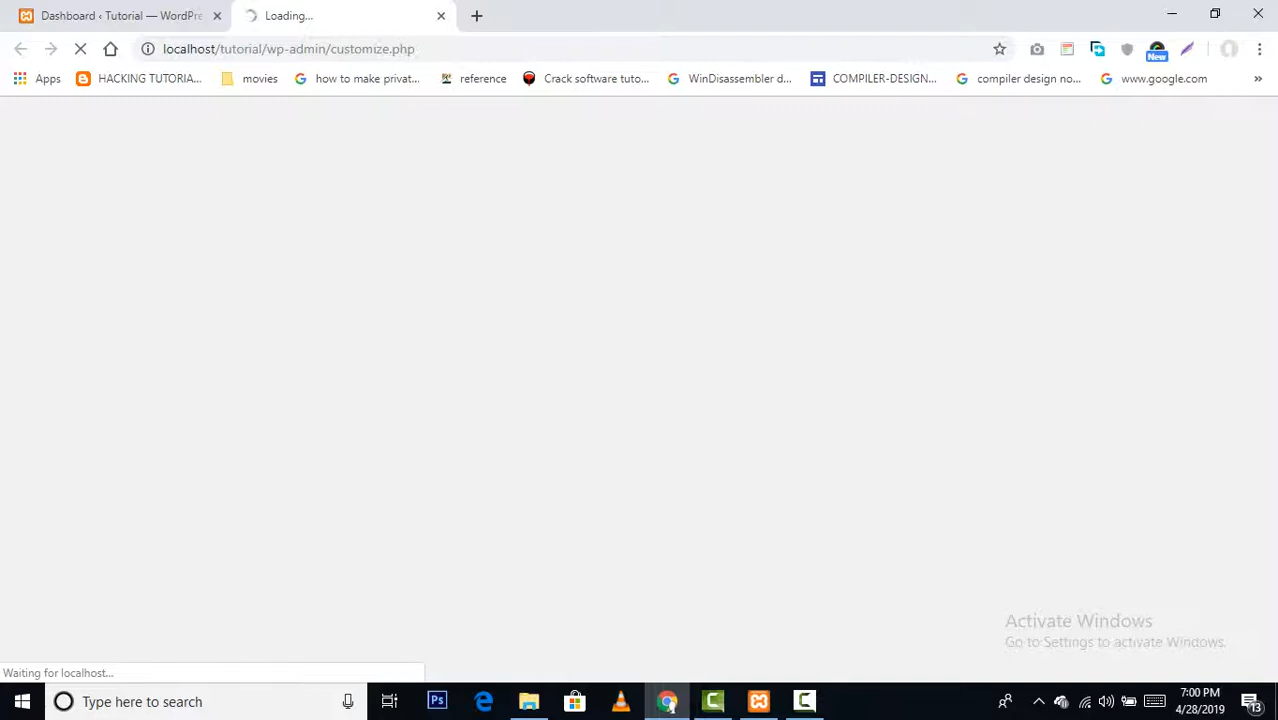 Dashboard ‹ Tutorial — WordPre
Loading...
localhost/tutorial/wp-admin/customize.php
New
Apps
HACKING TUTORIA...
movies
how to make privat...
reference
Crack software tuto...
WinDisassembler d...
COMPILER-DESIGN...
compiler design no...
www.google.com
»
Activate Windows
Go to Settings to activate Windows.
Waiting for localhost...
Type here to search
Ps
7:00 PM
4/28/2019
13